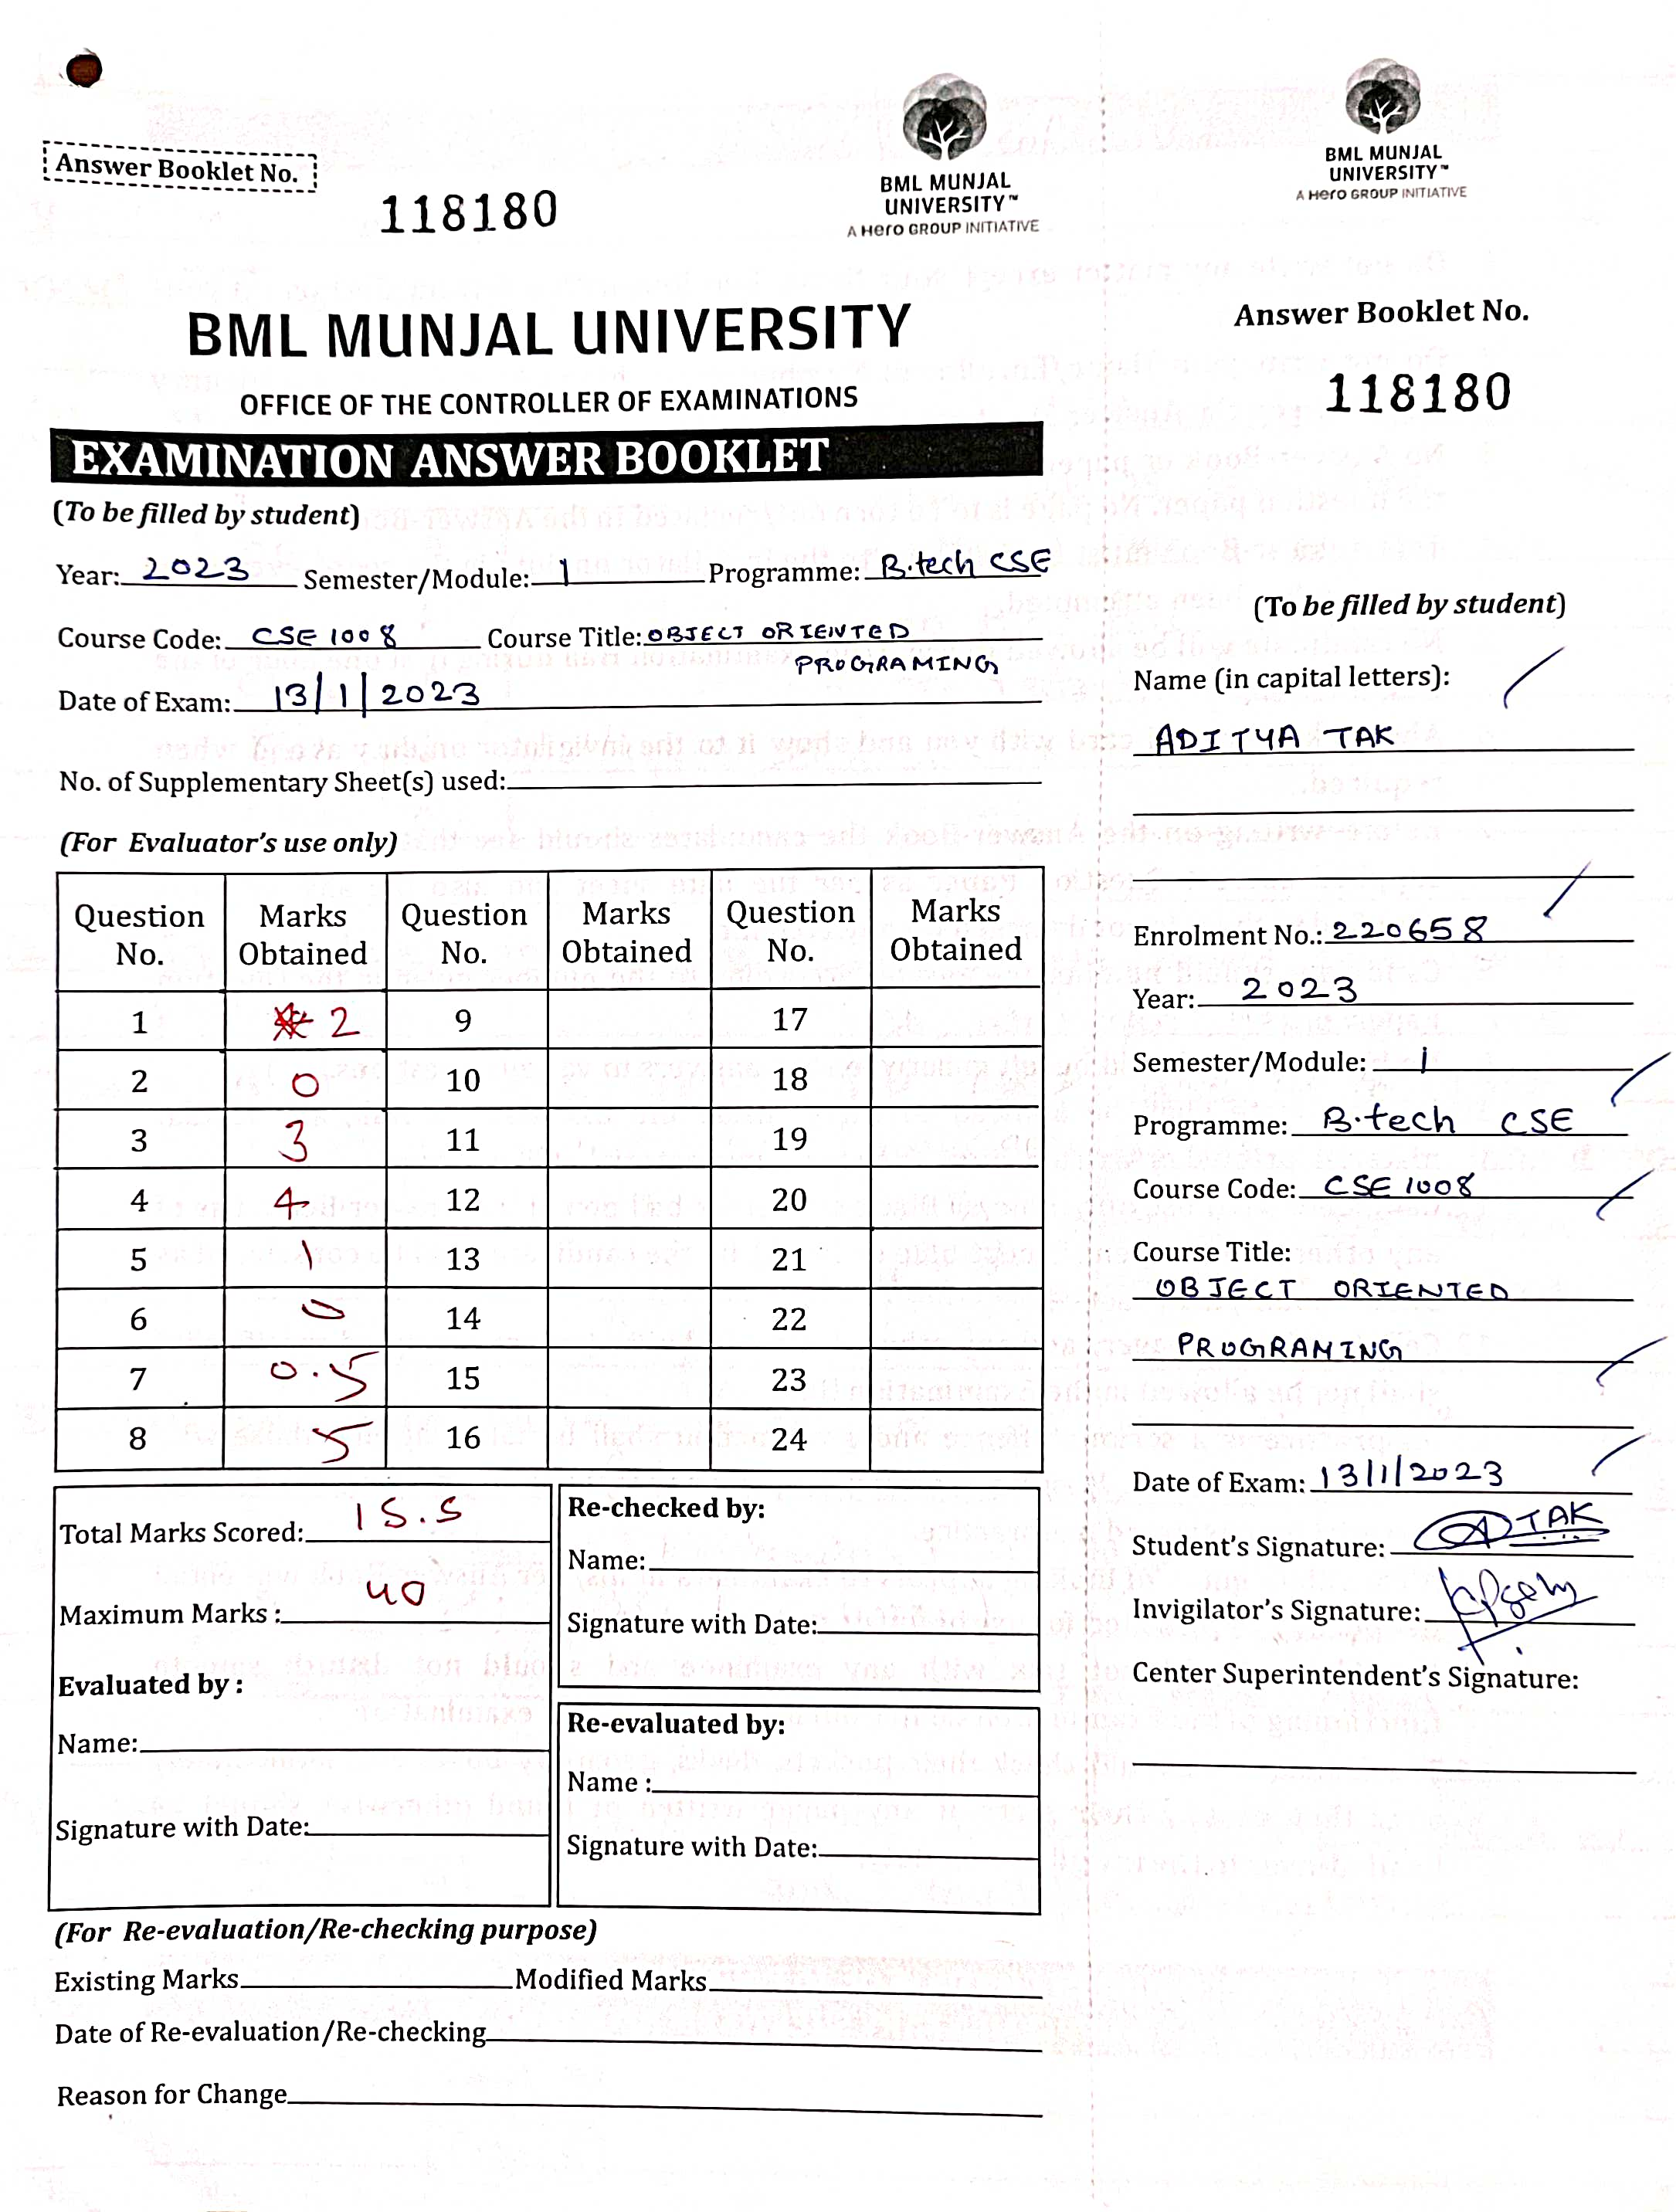 Answer Booklet No.
118180
BML MUNJAL
UNIVERSITY™
A Hero GROUP INITIATIVE
BML MUNJAL UNIVERSITY
OFFICE OF THE CONTROLLER OF EXAMINATIONS
EXAMINATION ANSWER BOOKLET
(To be filled by student)
Year: 2023 Semester/Module: 1 Programme: B.tech CSE
Course Code: CSE 1008 Course Title: OBJECT ORIENTED
PROGRAMING
Date of Exam: 13/1/2023
No. of Supplementary Sheet(s) used:
(For Evaluator's use only)
Question No. Marks Obtained Question No. Marks Obtained Question No. Marks Obtained
1 2 9 17
2 0 10 18
3 3 11 19
4 4 12 20
5 1 13 21
6 0 14 22
7 0.5 15 23
8 5 16 24
Total Marks Scored: 15.5
Maximum Marks : 40
Evaluated by :
Name:
Signature with Date:
Re-checked by:
Name:
Signature with Date:
Re-evaluated by:
Name :
Signature with Date:
(For Re-evaluation/Re-checking purpose)
Existing Marks Modified Marks
Date of Re-evaluation/Re-checking
Reason for Change
BML MUNJAL
UNIVERSITY™
A Hero GROUP INITIATIVE
Answer Booklet No.
118180
(To be filled by student)
Name (in capital letters):
ADITYA TAK
Enrolment No.: 220658
Year: 2023
Semester/Module: 1
Programme: B.tech CSE
Course Code: CSE 1008
Course Title:
OBJECT ORIENTED
PROGRAMING
Date of Exam: 13/1/2023
Student's Signature: A TAK
Invigilator's Signature:
Center Superintendent's Signature: